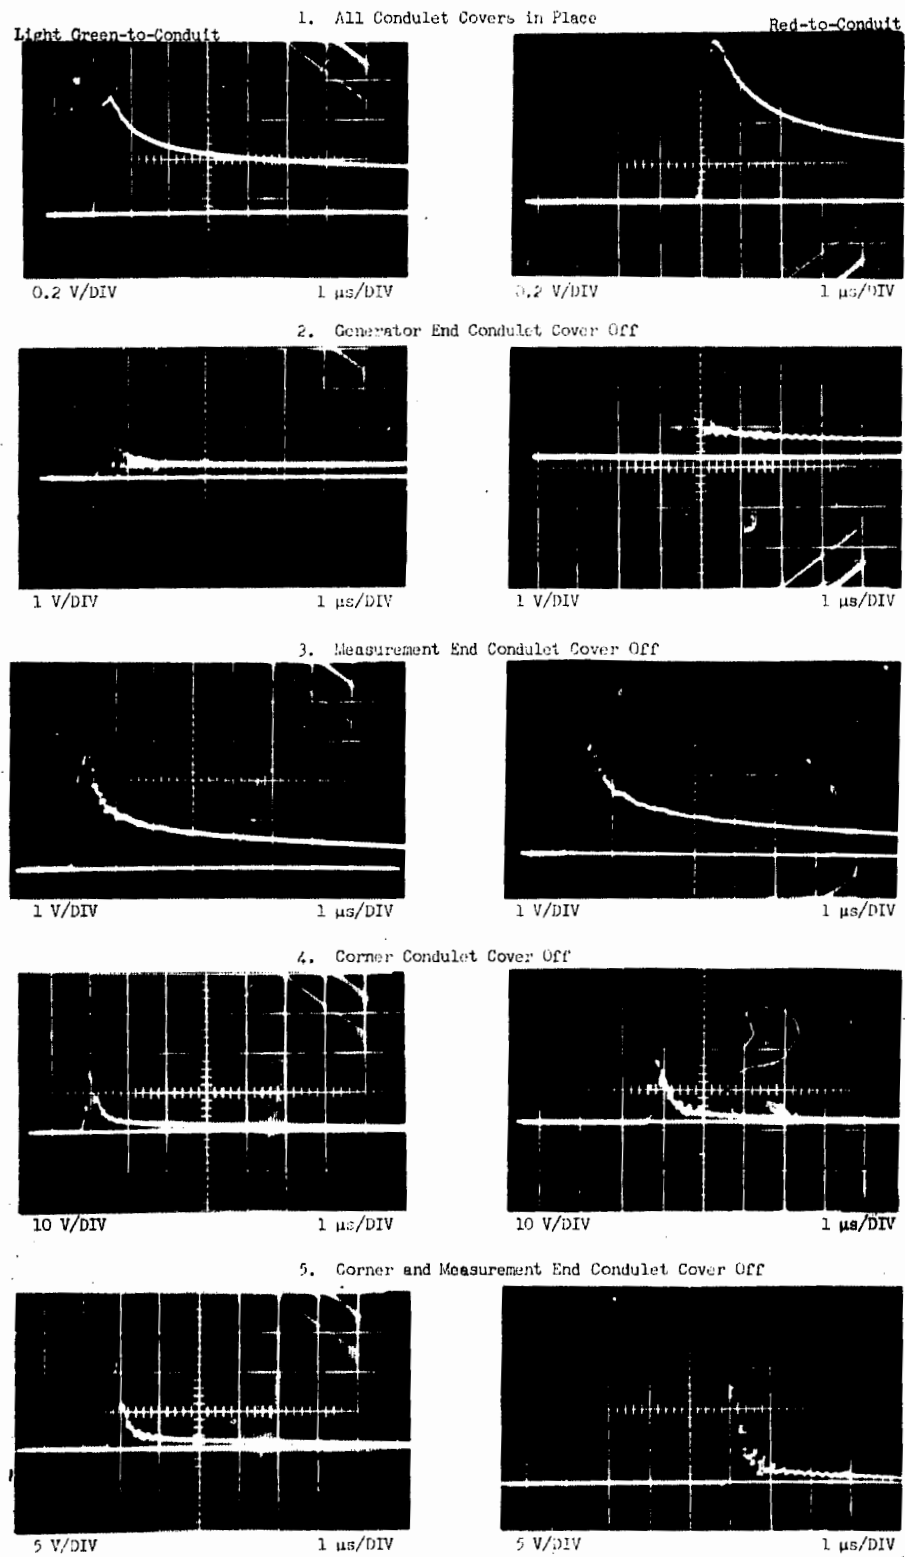 1. All Condulet Covers in Place
Light Green-to-Conduit
Red-to-Conduit
0.2 V/DIV 1 μs/DIV
0.2 V/DIV 1 μs/DIV
2. Generator End Condulet Cover Off
1 V/DIV 1 μs/DIV
1 V/DIV 1 μs/DIV
3. Measurement End Condulet Cover Off
1 V/DIV 1 μs/DIV
1 V/DIV 1 μs/DIV
4. Corner Condulet Cover Off
10 V/DIV 1 μs/DIV
10 V/DIV 1 μs/DIV
5. Corner and Measurement End Condulet Cover Off
5 V/DIV 1 μs/DIV
5 V/DIV 1 μs/DIV